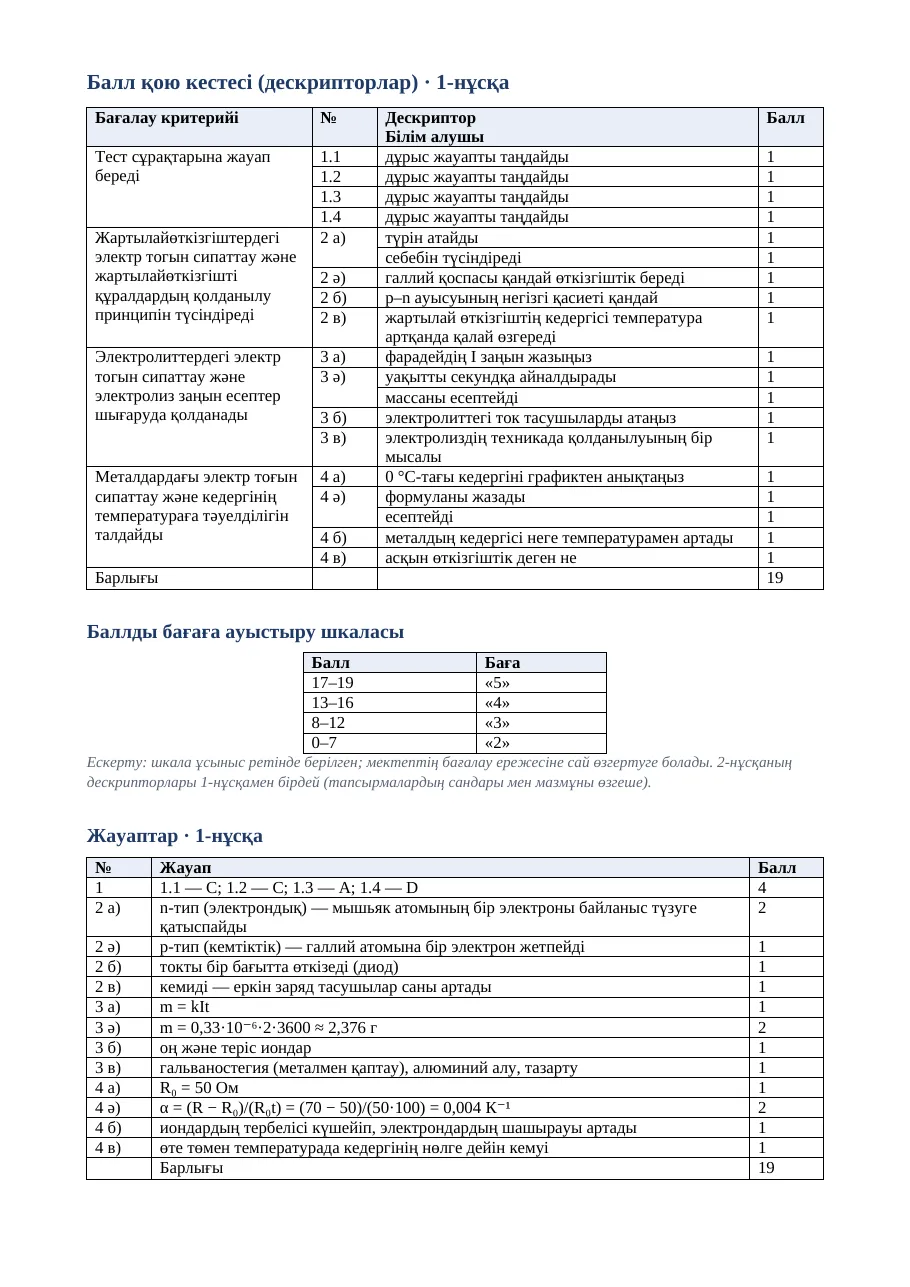 Балл қою кестесі (дескрипторлар) · 1-нұсқа
Бағалау критерийі № Дескриптор Балл
Білім алушы
Тест сұрақтарына жауап 1.1 дұрыс жауапты таңдайды 1
береді 1.2 дұрыс жауапты таңдайды 1
1.3 дұрыс жауапты таңдайды 1
1.4 дұрыс жауапты таңдайды 1
Жартылайөткізгіштердегі 2 а) түрін атайды 1
электр тогын сипаттау және себебін түсіндіреді 1
жартылайөткізгішті 2 ә) галлий қоспасы қандай өткізгіштік береді 1
құралдардың қолданылу 2 б) p–n ауысуының негізгі қасиеті қандай 1
принципін түсіндіреді 2 в) жартылай өткізгіштің кедергісі температура 1
артқанда қалай өзгереді
Электролиттердегі электр 3 а) фарадейдің I заңын жазыңыз 1
тогын сипаттау және 3 ә) уақытты секундқа айналдырады 1
электролиз заңын есептер массаны есептейді 1
шығаруда қолданады 3 б) электролиттегі ток тасушыларды атаңыз 1
3 в) электролиздің техникада қолданылуының бір 1
мысалы
Металдардағы электр тоғын 4 а) 0 °C-тағы кедергіні графиктен анықтаңыз 1
сипаттау және кедергінің 4 ә) формуланы жазады 1
температураға тәуелділігін есептейді 1
талдайды 4 б) металдың кедергісі неге температурамен артады 1
4 в) асқын өткізгіштік деген не 1
Барлығы 19
Баллды бағаға ауыстыру шкаласы
Балл Баға
17–19 «5»
13–16 «4»
8–12 «3»
0–7 «2»
Ескерту: шкала ұсыныс ретінде берілген; мектептің бағалау ережесіне сай өзгертуге болады. 2-нұсқаның
дескрипторлары 1-нұсқамен бірдей (тапсырмалардың сандары мен мазмұны өзгеше).
Жауаптар · 1-нұсқа
№ Жауап Балл
1 1.1 — C; 1.2 — C; 1.3 — A; 1.4 — D 4
2 а) n-тип (электрондық) — мышьяк атомының бір электроны байланыс түзуге 2
қатыспайды
2 ә) p-тип (кемтіктік) — галлий атомына бір электрон жетпейді 1
2 б) токты бір бағытта өткізеді (диод) 1
2 в) кемиді — еркін заряд тасушылар саны артады 1
3 а) m = kIt 1
3 ә) m = 0,33·10⁻⁶·2·3600 ≈ 2,376 г 2
3 б) оң және теріс иондар 1
3 в) гальваностегия (металмен қаптау), алюминий алу, тазарту 1
4 а) R₀ = 50 Ом 1
4 ә) α = (R − R₀)/(R₀t) = (70 − 50)/(50·100) = 0,004 К⁻¹ 2
4 б) иондардың тербелісі күшейіп, электрондардың шашырауы артады 1
4 в) өте төмен температурада кедергінің нөлге дейін кемуі 1
Барлығы 19